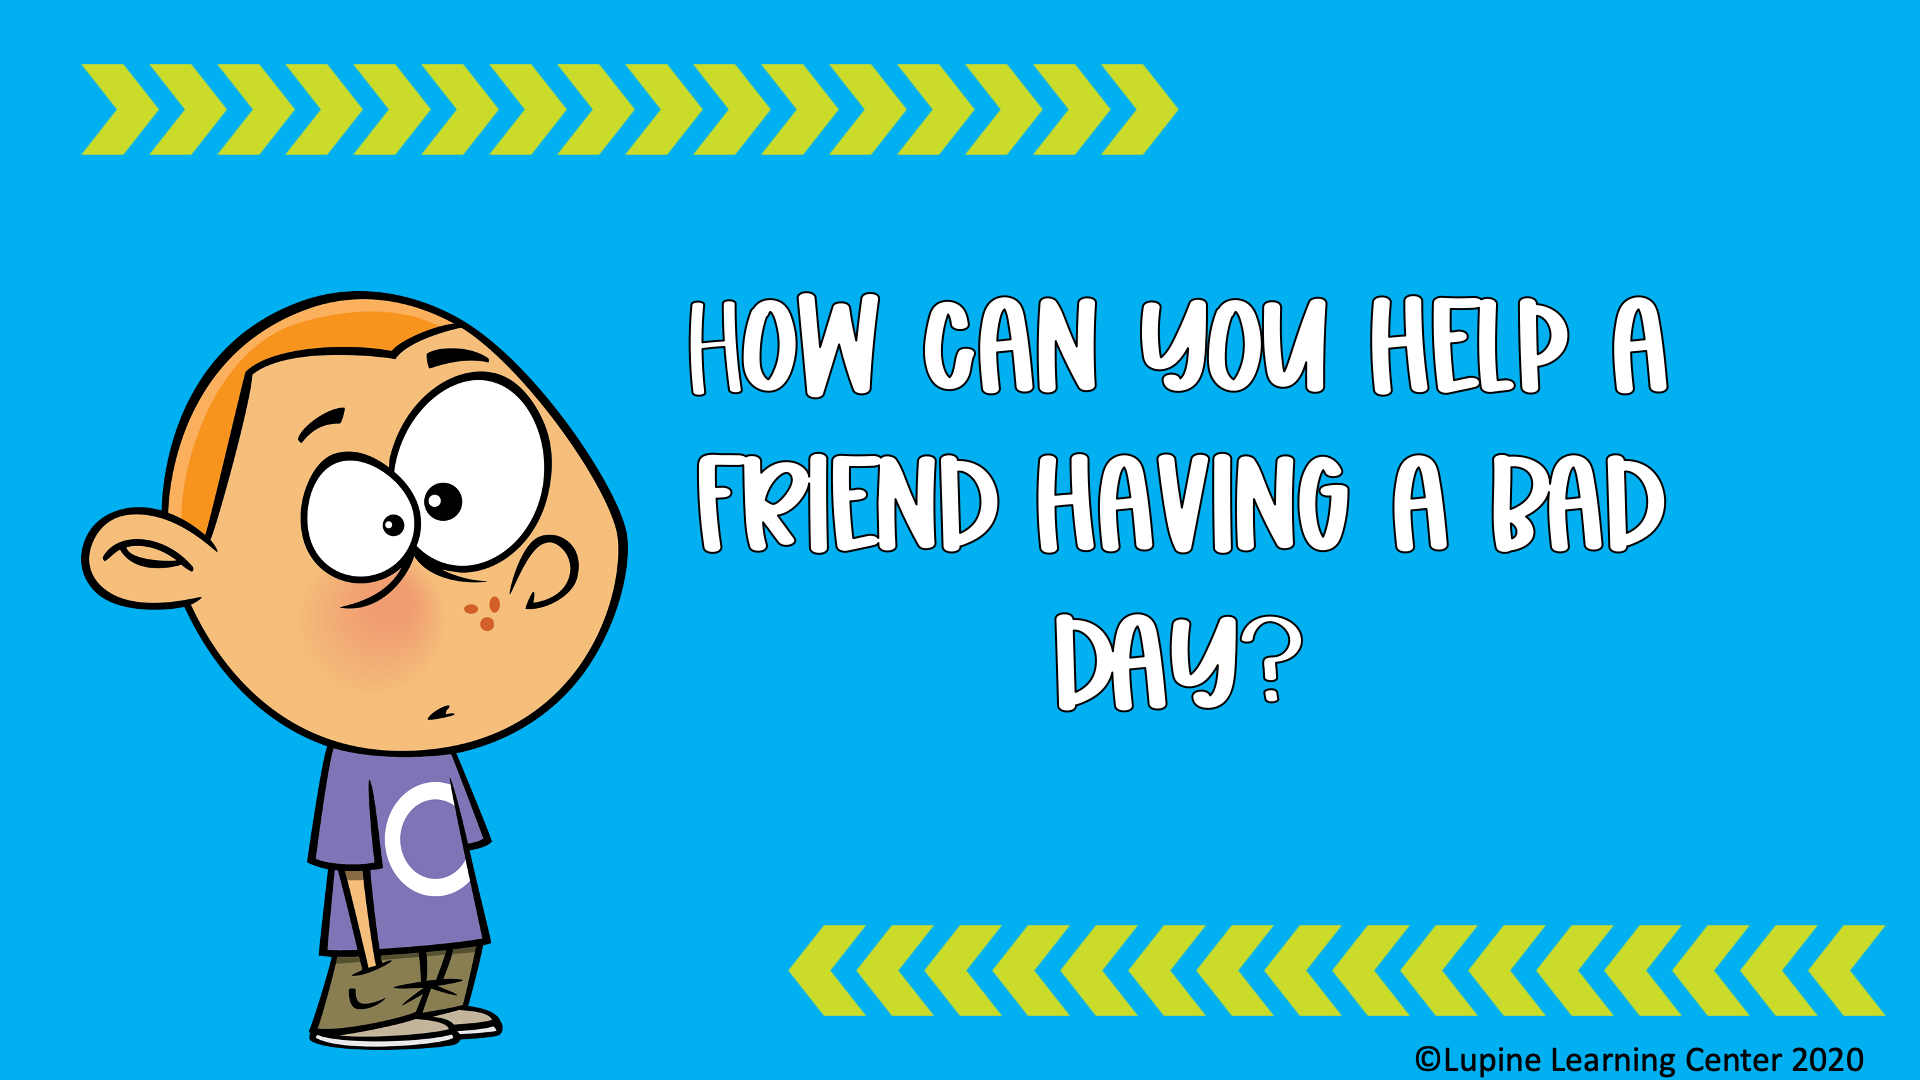 HOW CAN YOU HELP A
FRIEND HAVING A BAD
DAY?
©Lupine Learning Center 2020